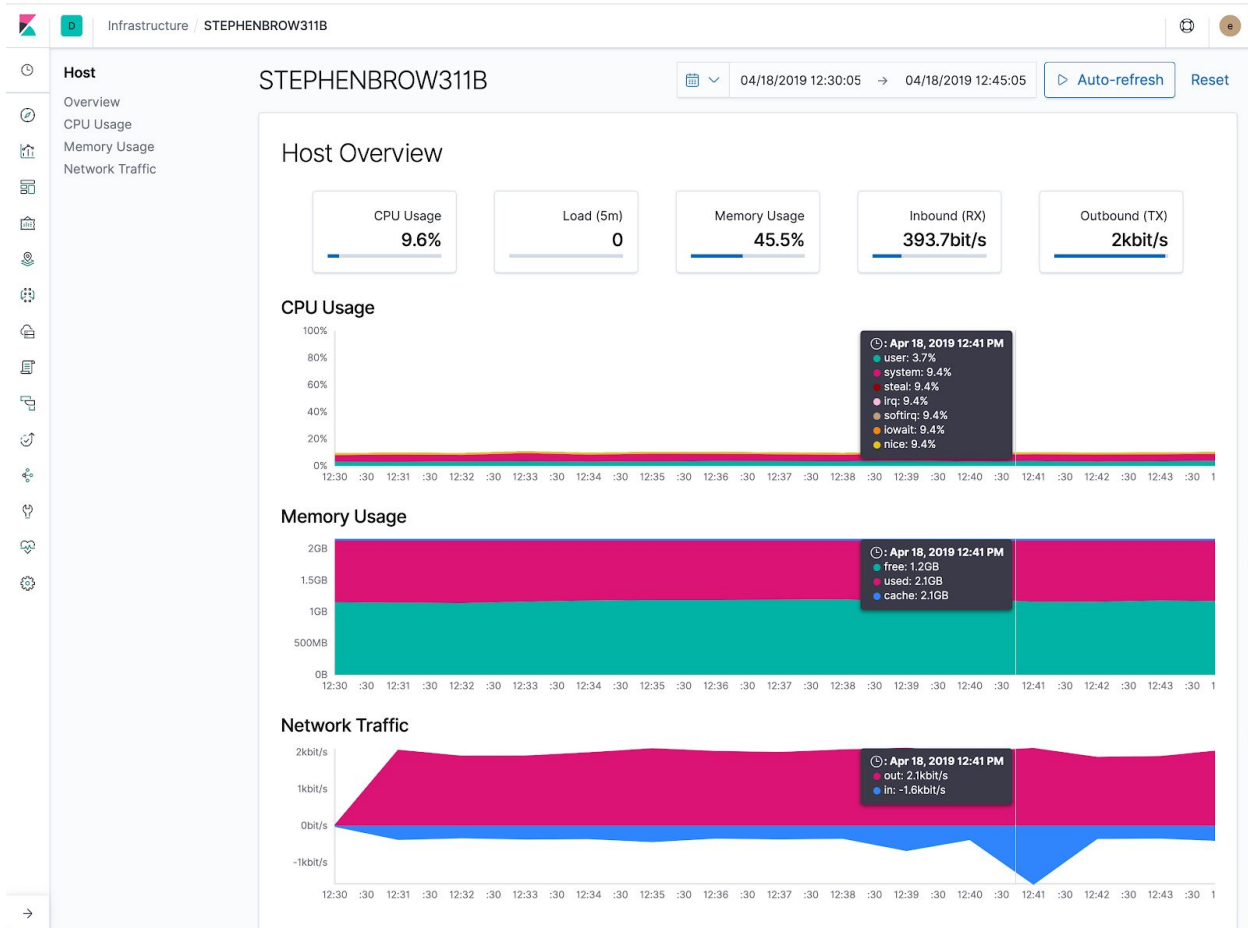 D
Infrastructure / STEPHENBROW311B
e
Host
Overview
CPU Usage
Memory Usage
Network Traffic
STEPHENBROW311B
04/18/2019 12:30:05 → 04/18/2019 12:45:05
Auto-refresh
Reset
Host Overview
CPU Usage
9.6%
Load (5m)
0
Memory Usage
45.5%
Inbound (RX)
393.7bit/s
Outbound (TX)
2kbit/s
CPU Usage
100%
80%
60%
40%
20%
0%
: Apr 18, 2019 12:41 PM
user: 3.7%
system: 9.4%
steal: 9.4%
irq: 9.4%
softirq: 9.4%
iowait: 9.4%
nice: 9.4%
12:30 :30 12:31 :30 12:32 :30 12:33 :30 12:34 :30 12:35 :30 12:36 :30 12:37 :30 12:38 :30 12:39 :30 12:40 :30 12:41 :30 12:42 :30 12:43 :30 1
Memory Usage
2GB
1.5GB
1GB
500MB
0B
: Apr 18, 2019 12:41 PM
free: 1.2GB
used: 2.1GB
cache: 2.1GB
12:30 :30 12:31 :30 12:32 :30 12:33 :30 12:34 :30 12:35 :30 12:36 :30 12:37 :30 12:38 :30 12:39 :30 12:40 :30 12:41 :30 12:42 :30 12:43 :30 1
Network Traffic
2kbit/s
1kbit/s
0bit/s
-1kbit/s
: Apr 18, 2019 12:41 PM
out: 2.1kbit/s
in: -1.6kbit/s
12:30 :30 12:31 :30 12:32 :30 12:33 :30 12:34 :30 12:35 :30 12:36 :30 12:37 :30 12:38 :30 12:39 :30 12:40 :30 12:41 :30 12:42 :30 12:43 :30 1